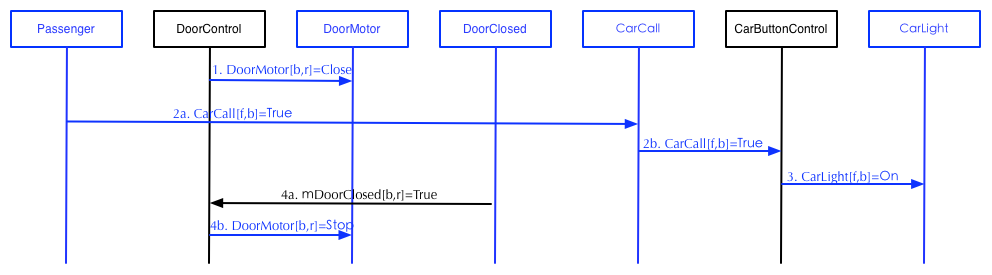 Passenger
DoorControl
DoorMotor
DoorClosed
CarCall
CarButtonControl
CarLight
1. DoorMotor[b,r]=Close
2a. CarCall[f,b]=True
2b. CarCall[f,b]=True
3. CarLight[f,b]=On
4a. mDoorClosed[b,r]=True
4b. DoorMotor[b,r]=Stop